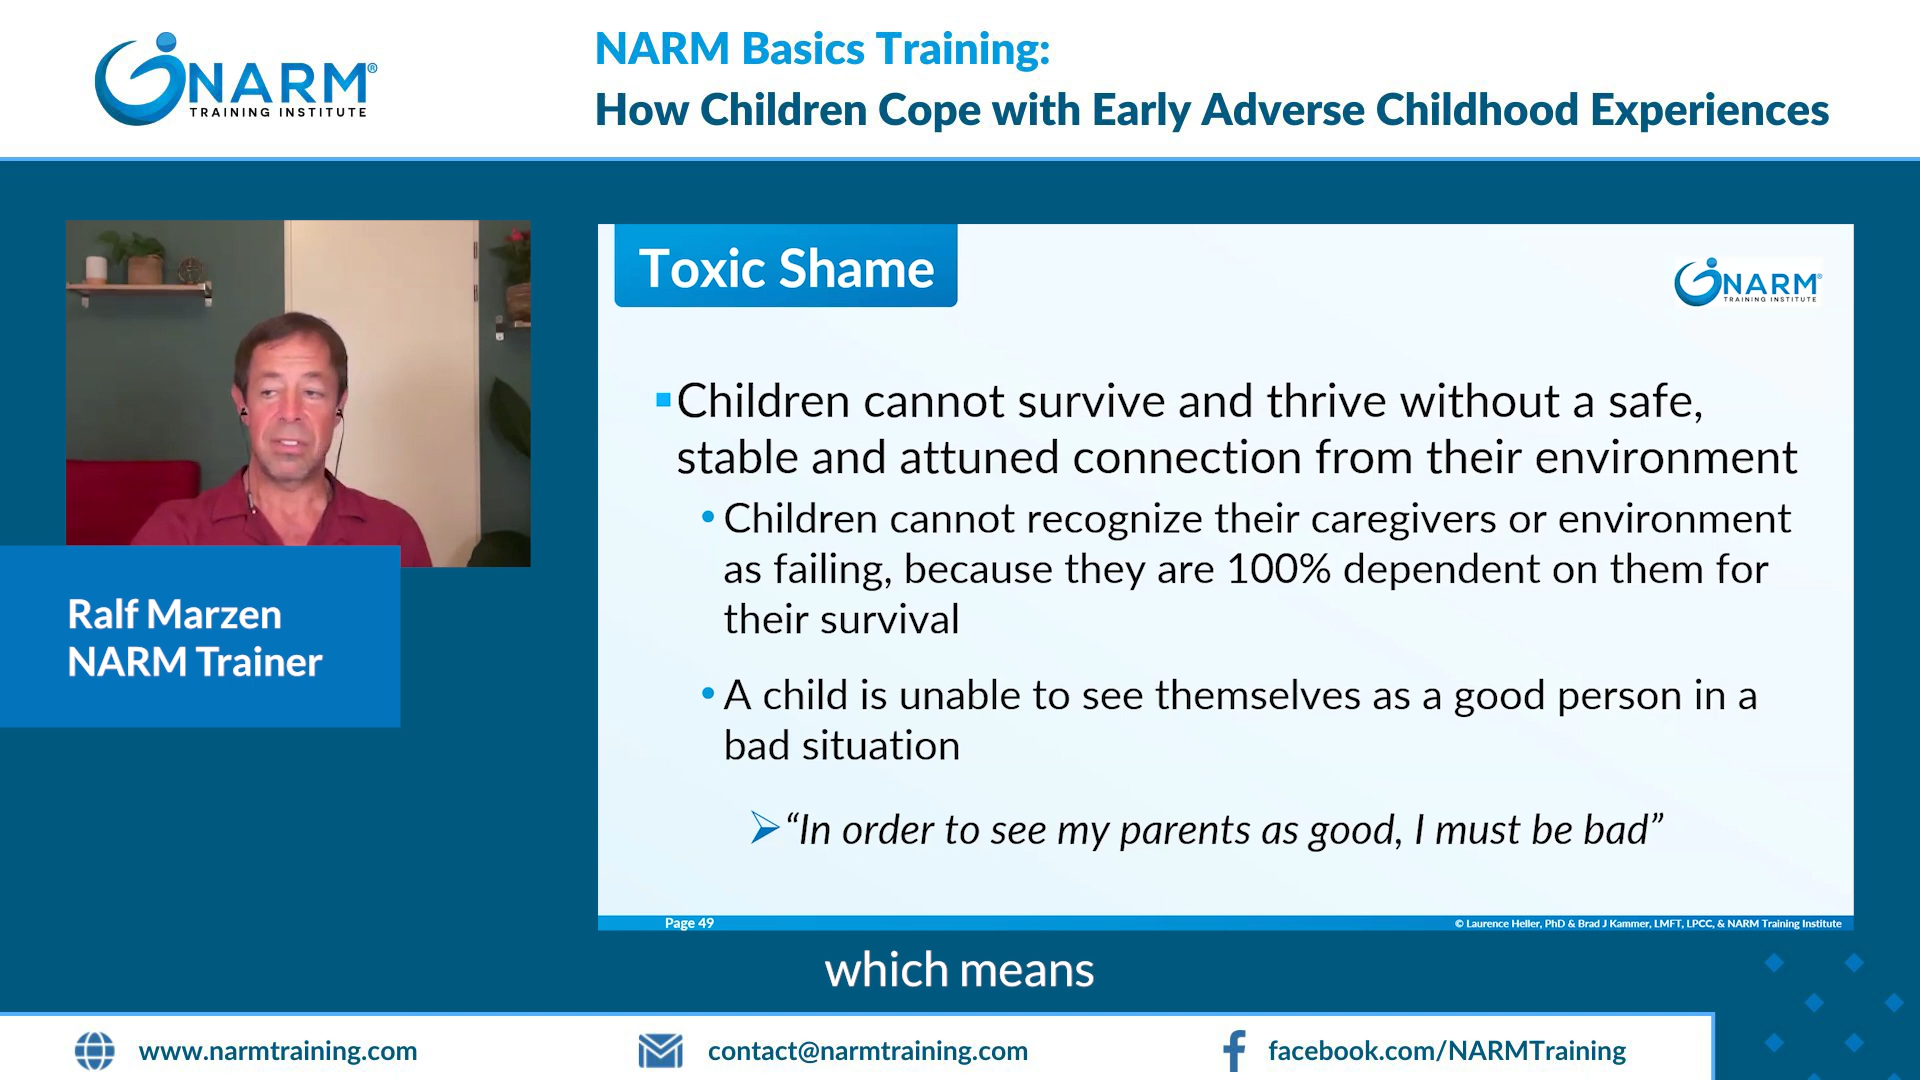 NARM®
TRAINING INSTITUTE
NARM Basics Training:
How Children Cope with Early Adverse Childhood Experiences
Ralf Marzen
NARM Trainer
Toxic Shame
NARM®
TRAINING INSTITUTE
Children cannot survive and thrive without a safe,
stable and attuned connection from their environment
Children cannot recognize their caregivers or environment
as failing, because they are 100% dependent on them for
their survival
A child is unable to see themselves as a good person in a
bad situation
“In order to see my parents as good, I must be bad”
Page 49
© Laurence Heller, PhD & Brad J Kammer, LMFT, LPCC, & NARM Training Institute
which means
www.narmtraining.com
contact@narmtraining.com
facebook.com/NARMTraining